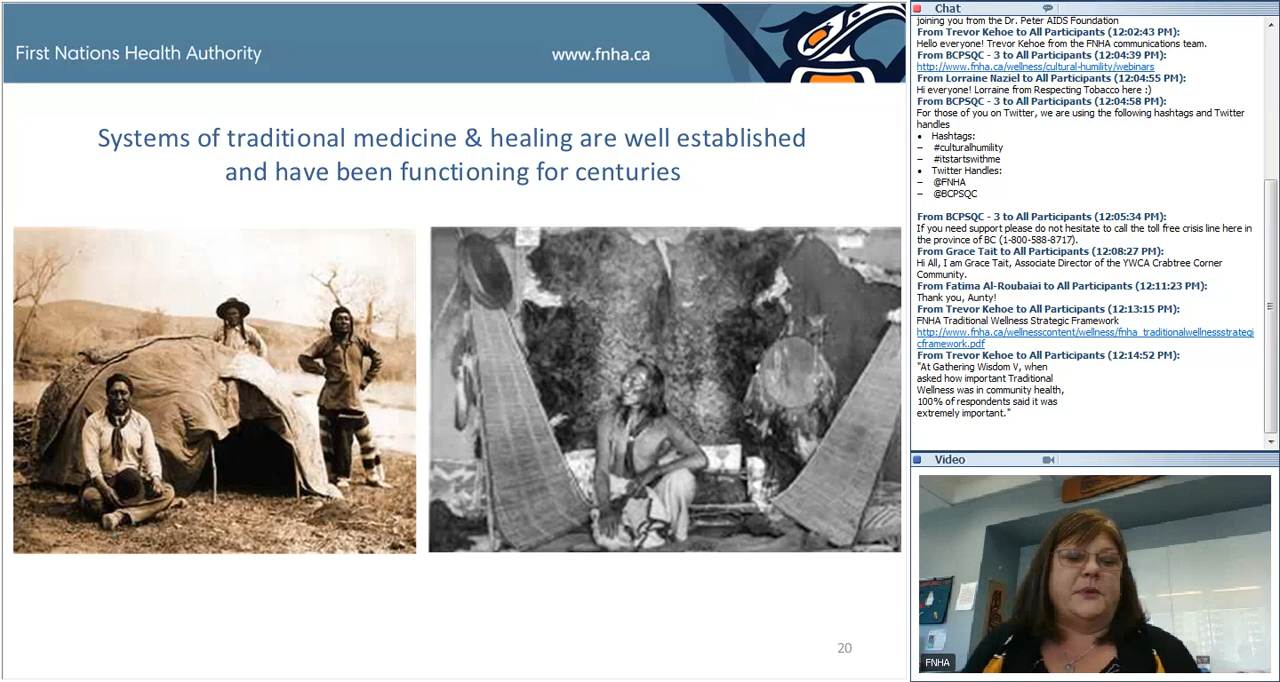 First Nations Health Authority
www.fnha.ca
Systems of traditional medicine & healing are well established
and have been functioning for centuries
20
Chat
joining you from the Dr. Peter AIDS Foundation
From Trevor Kehoe to All Participants (12:02:43 PM):
Hello everyone! Trevor Kehoe from the FNHA communications team.
From BCPSQC - 3 to All Participants (12:04:39 PM):
http://www.fnha.ca/wellness/cultural-humility/webinars
From Lorraine Naziel to All Participants (12:04:55 PM):
Hi everyone! Lorraine from Respecting Tobacco here :)
From BCPSQC - 3 to All Participants (12:04:58 PM):
For those of you on Twitter, we are using the following hashtags and Twitter
handles
• Hashtags:
– #culturalhumility
– #itstartswithme
• Twitter Handles:
– @FNHA
– @BCPSQC
From BCPSQC - 3 to All Participants (12:05:34 PM):
If you need support please do not hesitate to call the toll free crisis line here in
the province of BC (1-800-588-8717).
From Grace Tait to All Participants (12:08:27 PM):
Hi All, I am Grace Tait, Associate Director of the YWCA Crabtree Corner
Community.
From Fatima Al-Roubaiai to All Participants (12:11:23 PM):
Thank you, Aunty!
From Trevor Kehoe to All Participants (12:13:15 PM):
FNHA Traditional Wellness Strategic Framework
http://www.fnha.ca/wellnesscontent/wellness/fnha_traditionalwellnessstrategi
cframework.pdf
From Trevor Kehoe to All Participants (12:14:52 PM):
"At Gathering Wisdom V, when
asked how important Traditional
Wellness was in community health,
100% of respondents said it was
extremely important."
Video
FNHA